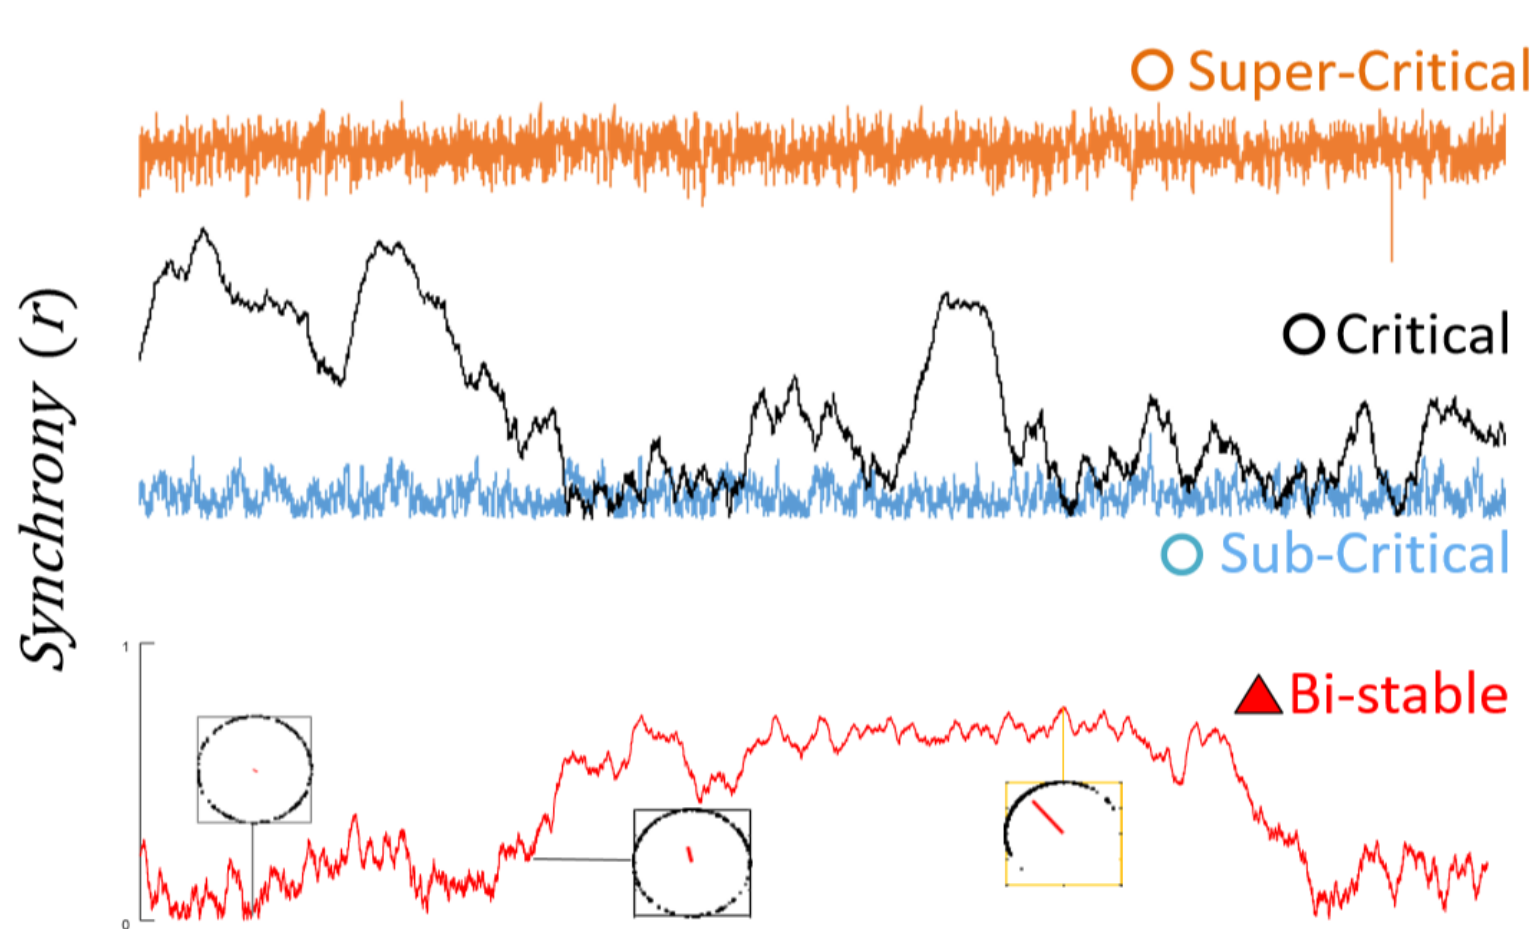 Super-Critical
Critical
Synchrony (r)
Sub-Critical
1
Bi-stable
0